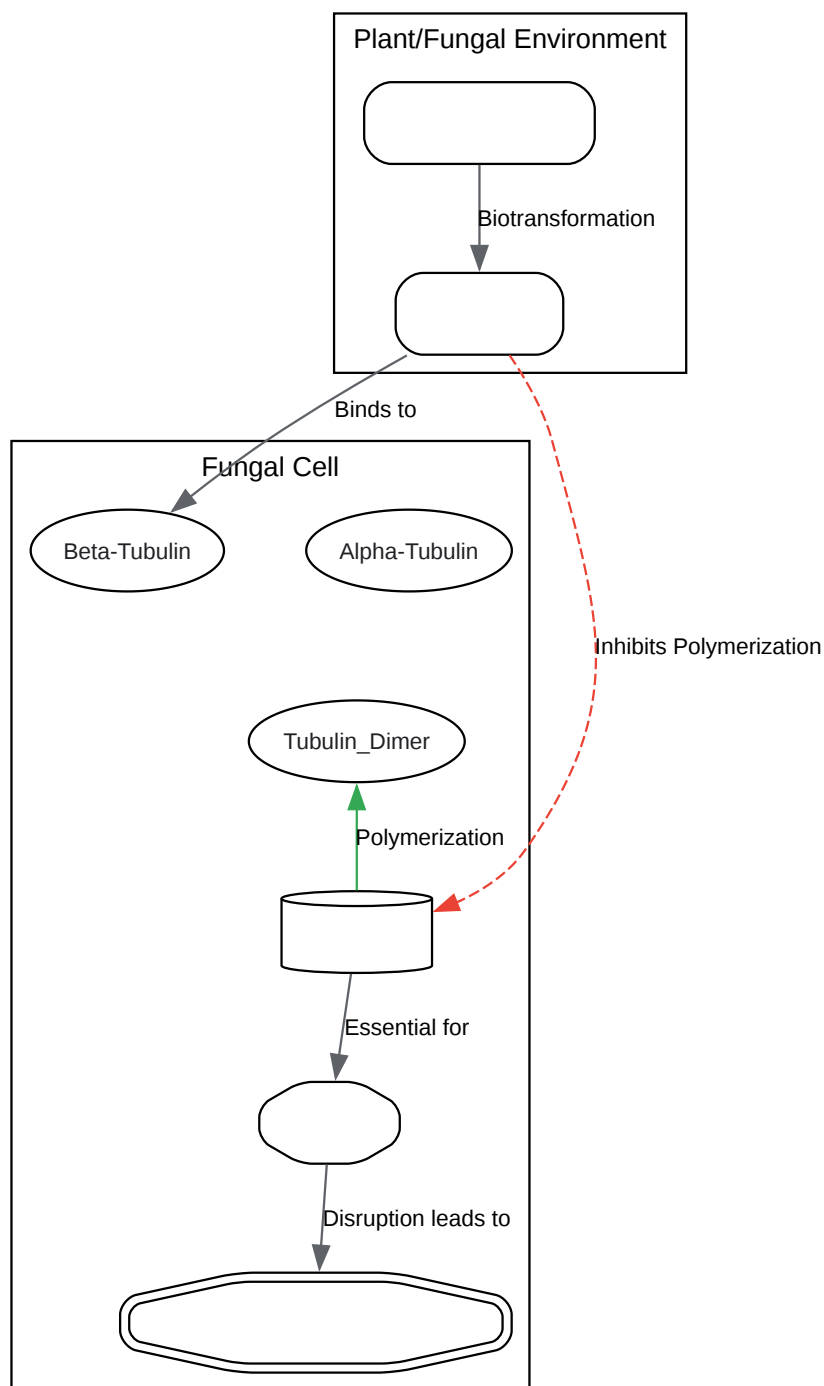 Plant/Fungal Environment
Biotransformation
Binds to
Fungal Cell
Beta-Tubulin
Alpha-Tubulin
Inhibits Polymerization
Tubulin_Dimer
Polymerization
Essential for
Disruption leads to